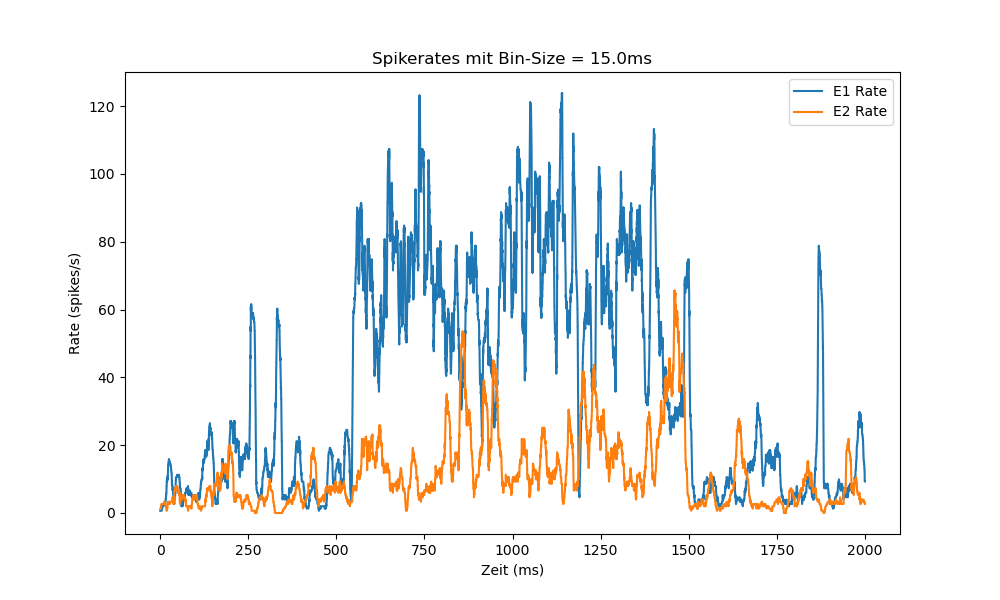 Spikerates mit Bin-Size = 15.0ms
E1 Rate
E2 Rate
120
100
80
60
40
20
0
Rate (spikes/s)
0 250 500 750 1000 1250 1500 1750 2000
Zeit (ms)